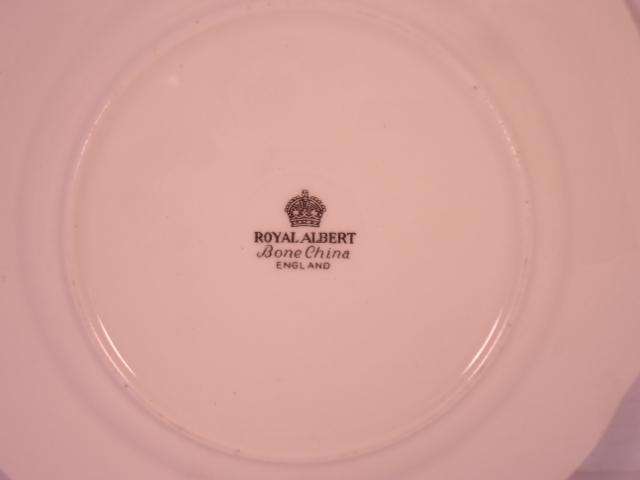 ROYAL ALBERT
Bone China
ENGLAND